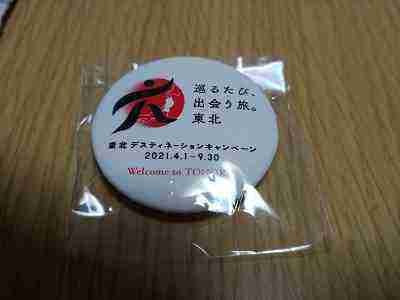 巡るたび、
出会う旅。
東北
東北 デスティネーションキャンペーン
2021.4.1-9.30
Welcome to TOHOKU